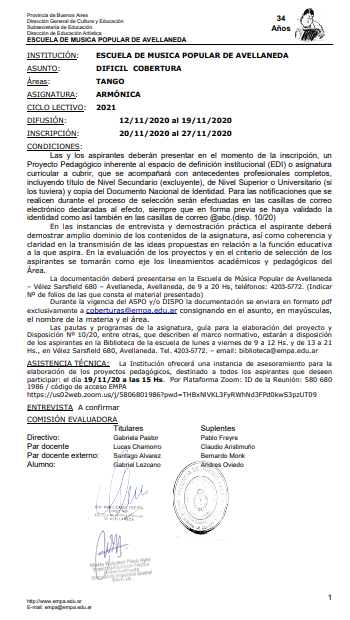 Provincia de Buenos Aires
Dirección General de Cultura y Educación
Subsecretaría de Educación
Dirección de Educación Artística
ESCUELA DE MUSICA POPULAR DE AVELLANEDA
34
Años
INSTITUCIÓN: ESCUELA DE MUSICA POPULAR DE AVELLANEDA
ASUNTO: DIFICIL COBERTURA
Áreas: TANGO
ASIGNATURA: ARMÓNICA
CICLO LECTIVO: 2021
DIFUSIÓN: 12/11/2020 al 19/11/2020
INSCRIPCIÓN: 20/11/2020 al 27/11/2020
CONDICIONES:
Las y los aspirantes deberán presentar en el momento de la inscripción, un
Proyecto Pedagógico inherente al espacio de definición institucional (EDI) o asignatura
curricular a cubrir, que se acompañará con antecedentes profesionales completos,
incluyendo título de Nivel Secundario (excluyente), de Nivel Superior o Universitario (si
los tuviera) y copia del Documento Nacional de Identidad. Para las notificaciones que se
realicen durante el proceso de selección serán efectuadas en las casillas de correo
electrónico declaradas al efecto, siempre que en forma previa se haya validado la
identidad como así también en las casillas de correo @abc.(disp. 10/20)
En las instancias de entrevista y demostración práctica el aspirante deberá
demostrar amplio dominio de los contenidos de la asignatura, así como coherencia y
claridad en la transmisión de las ideas propuestas en relación a la función educativa
a la que aspira. En la evaluación de los proyectos y en el criterio de selección de los
aspirantes se tomarán como eje los lineamientos académicos y pedagógicos del
Área.
La documentación deberá presentarse en la Escuela de Música Popular de Avellaneda
– Vélez Sarsfield 680 – Avellaneda, Avellaneda, de 9 a 20 Hs, teléfonos: 4203-5772. (Indicar
Nº de folios de las que consta el material presentado)
Durante la vigencia del ASPO y/o DISPO la documentación se enviara en formato pdf
exclusivamente a coberturas@empa.edu.ar consignando en el asunto, en mayúsculas,
el nombre de la materia y el área.
Las pautas y programas de la asignatura, guía para la elaboración del proyecto y
Disposición Nº 10/20, entre otras, que describen el marco normativo, estarán a disposición
de los aspirantes en la Biblioteca de la escuela de lunes a viernes de 9 a 12 Hs. y de 13 a 21
Hs., en Vélez Sarsfield 680, Avellaneda. Tel. 4203-5772. – email: biblioteca@empa.edu.ar
ASISTENCIA TÉCNICA: La Institución ofrecerá una instancia de asesoramiento para la
elaboración de los proyectos pedagógicos, destinado a todos los aspirantes que deseen
participar: el día 19/11/20 a las 15 Hs. Por Plataforma Zoom: ID de la Reunión: 580 680
1986 / código de acceso EMPA
https://us02web.zoom.us/j/5806801986?pwd=THBxNlVKL3FyRWhNd3FPd0kwS3pzUT09
ENTREVISTA A confirmar
COMISIÓN EVALUADORA
Titulares Suplentes
Directivo: Gabriela Pastor Pablo Freyre
Par docente Lucas Chamorro Claudio Aristimuño
Par docente externo: Santiago Alvarez Bernardo Monk
Alumno: Gabriel Lezcano Andres Oviedo
http://www.empa.edu.ar
E-mail: empa@empa.edu.ar
1